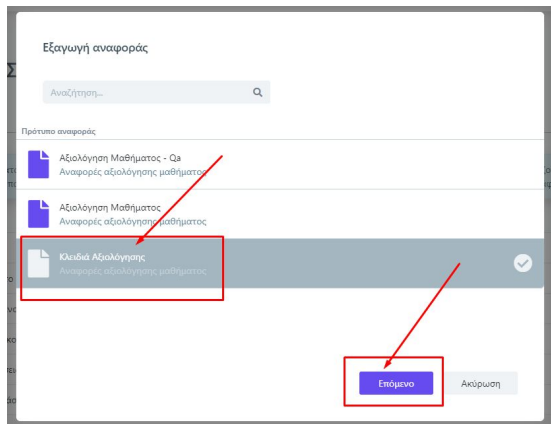 Εξαγωγή αναφοράς
Αναζήτηση...
Πρότυπο αναφοράς
Αξιολόγηση Μαθήματος - Qa
Αναφορές αξιολόγησης μαθήματος
Αξιολόγηση Μαθήματος
Αναφορές αξιολόγησης μαθήματος
Κλειδιά Αξιολόγησης
Αναφορές αξιολόγησης μαθήματος
Επόμενο Ακύρωση